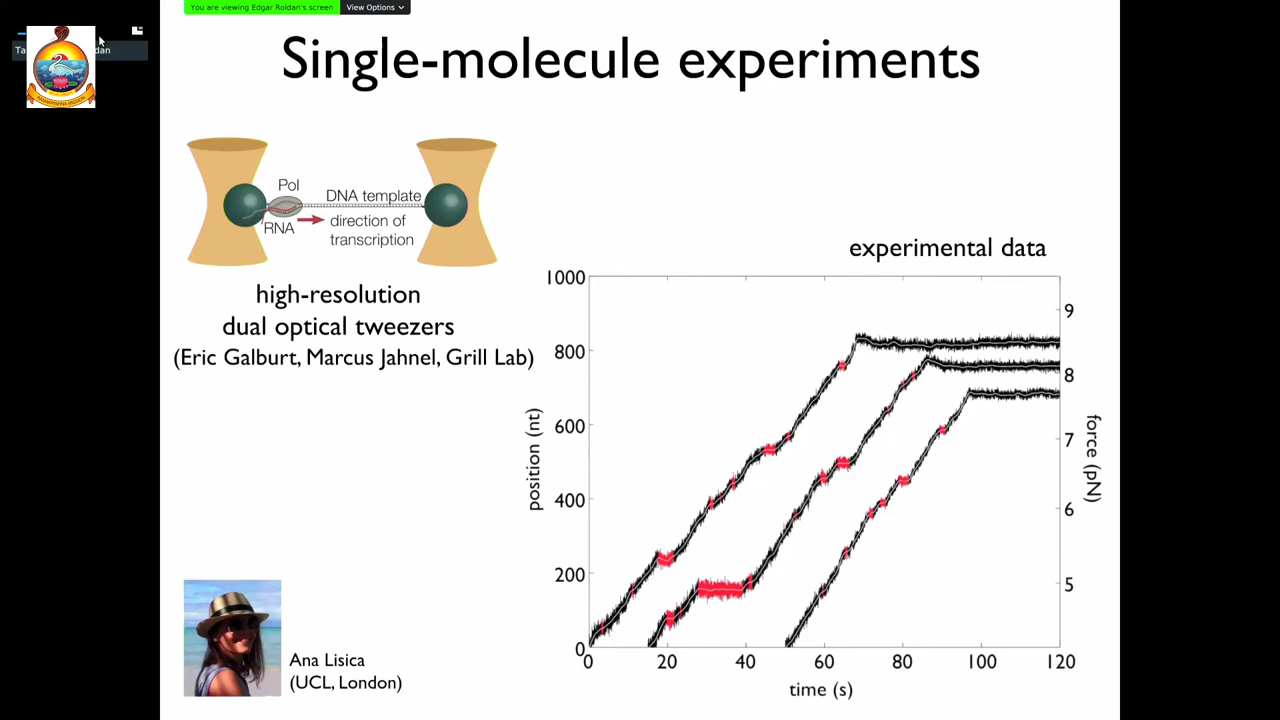 You are viewing Edgar Roldan's screen
View Options
Single-molecule experiments
Pol
DNA template
RNA
direction of
transcription
high-resolution
dual optical tweezers
(Eric Galburt, Marcus Jahnel, Grill Lab)
experimental data
1000
800
600
400
200
0
position (nt)
9
8
7
6
5
force (pN)
0 20 40 60 80 100 120
time (s)
Ana Lisica
(UCL, London)